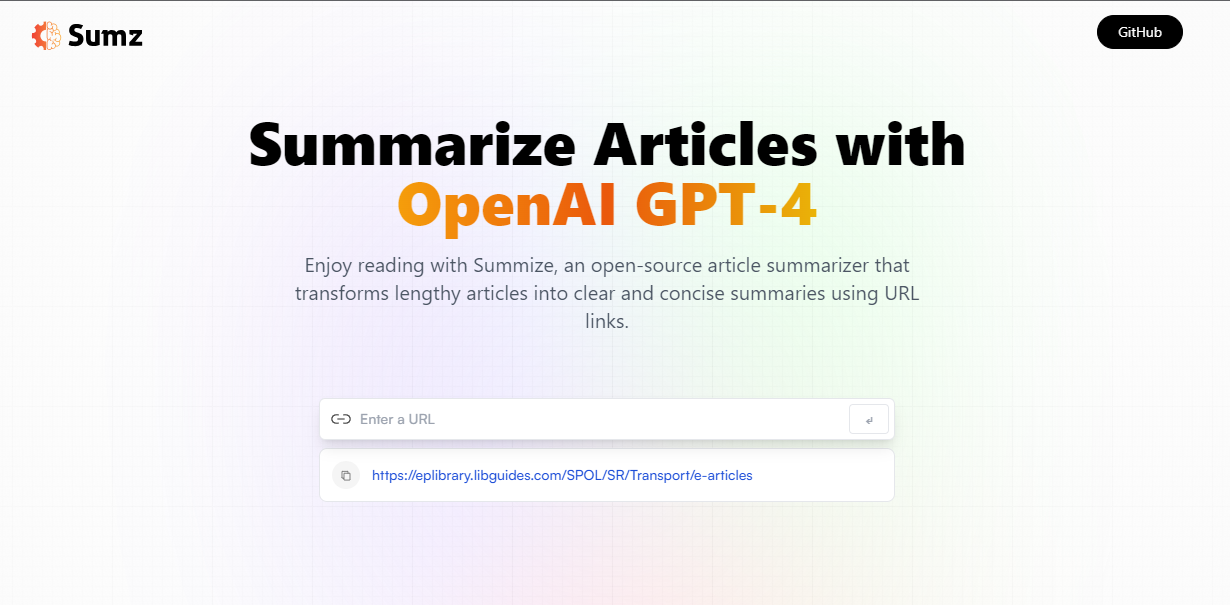 Sumz
GitHub
Summarize Articles with
OpenAI GPT-4
Enjoy reading with Summize, an open-source article summarizer that
transforms lengthy articles into clear and concise summaries using URL
links.
Enter a URL
↵
https://eplibrary.libguides.com/SPOL/SR/Transport/e-articles